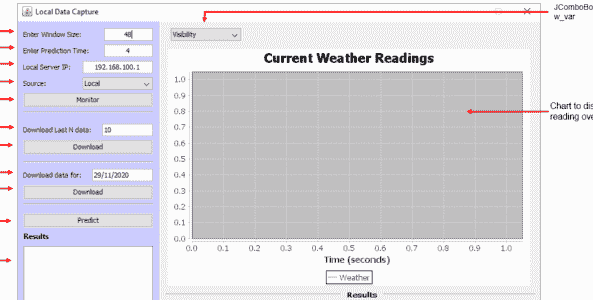 Local Data Capture
JComboBo
w_var
Enter Window Size: 48
Visibility
Enter Prediction Time: 4
Local Server IP: 192.168.100.1
Source: Local
Monitor
Download Last N data: 10
Download
Download data for: 29/11/2020
Download
Predict
Results
Current Weather Readings
1.0
0.9
0.8
0.7
0.6
0.5
0.4
0.3
0.2
0.1
0.0
0.0 0.1 0.2 0.3 0.4 0.5 0.6 0.7 0.8 0.9 1.0
Time (seconds)
Weather
Results
Chart to dis
reading ove